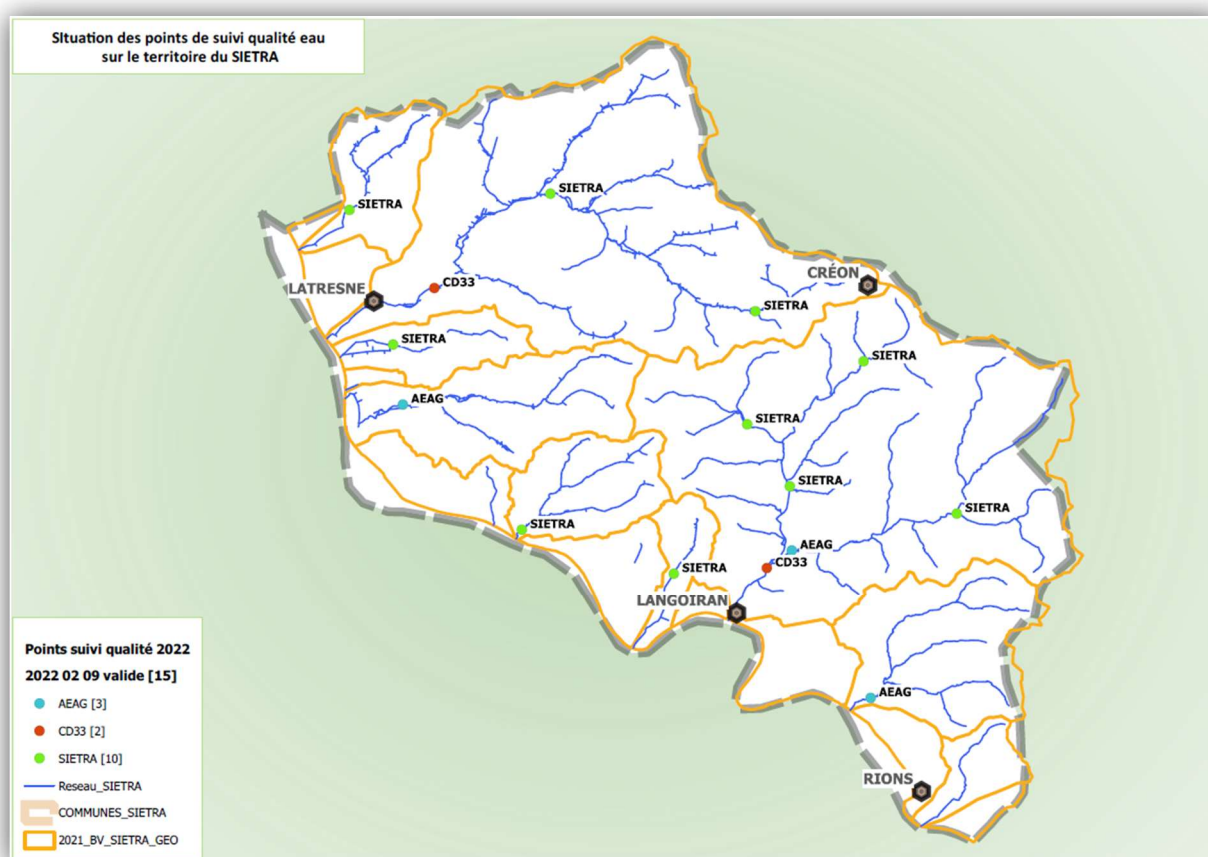 Situation des points de suivi qualité eau
sur le territoire du SIETRA
SIETRA
SIETRA
CRÉON
CD33
LATRESNE
SIETRA
SIETRA
SIETRA
AEAG
SIETRA
SIETRA
SIETRA
SIETRA
AEAG
CD33
SIETRA
LANGOIRAN
AEAG
RIONS
Points suivi qualité 2022
2022 02 09 valide [15]
AEAG [3]
CD33 [2]
SIETRA [10]
Reseau_SIETRA
COMMUNES_SIETRA
2021_BV_SIETRA_GEO